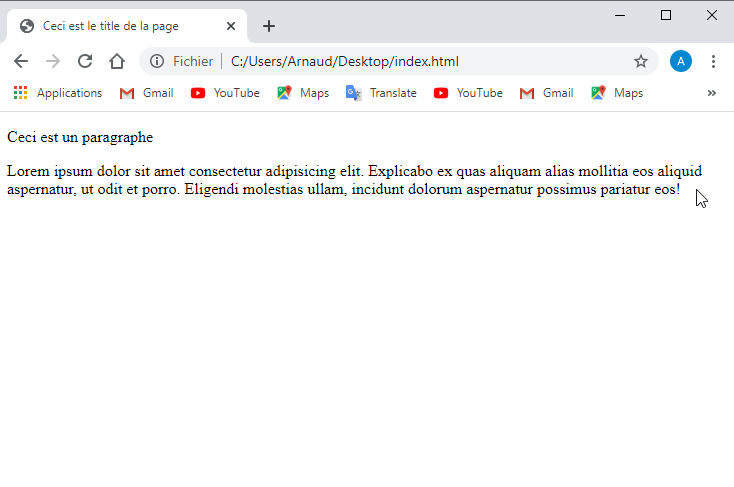 Ceci est le title de la page
Fichier C:/Users/Arnaud/Desktop/index.html A
Applications Gmail YouTube Maps Translate YouTube Gmail Maps »
Ceci est un paragraphe
Lorem ipsum dolor sit amet consectetur adipisicing elit. Explicabo ex quas aliquam alias mollitia eos aliquid
aspernatur, ut odit et porro. Eligendi molestias ullam, incidunt dolorum aspernatur possimus pariatur eos!